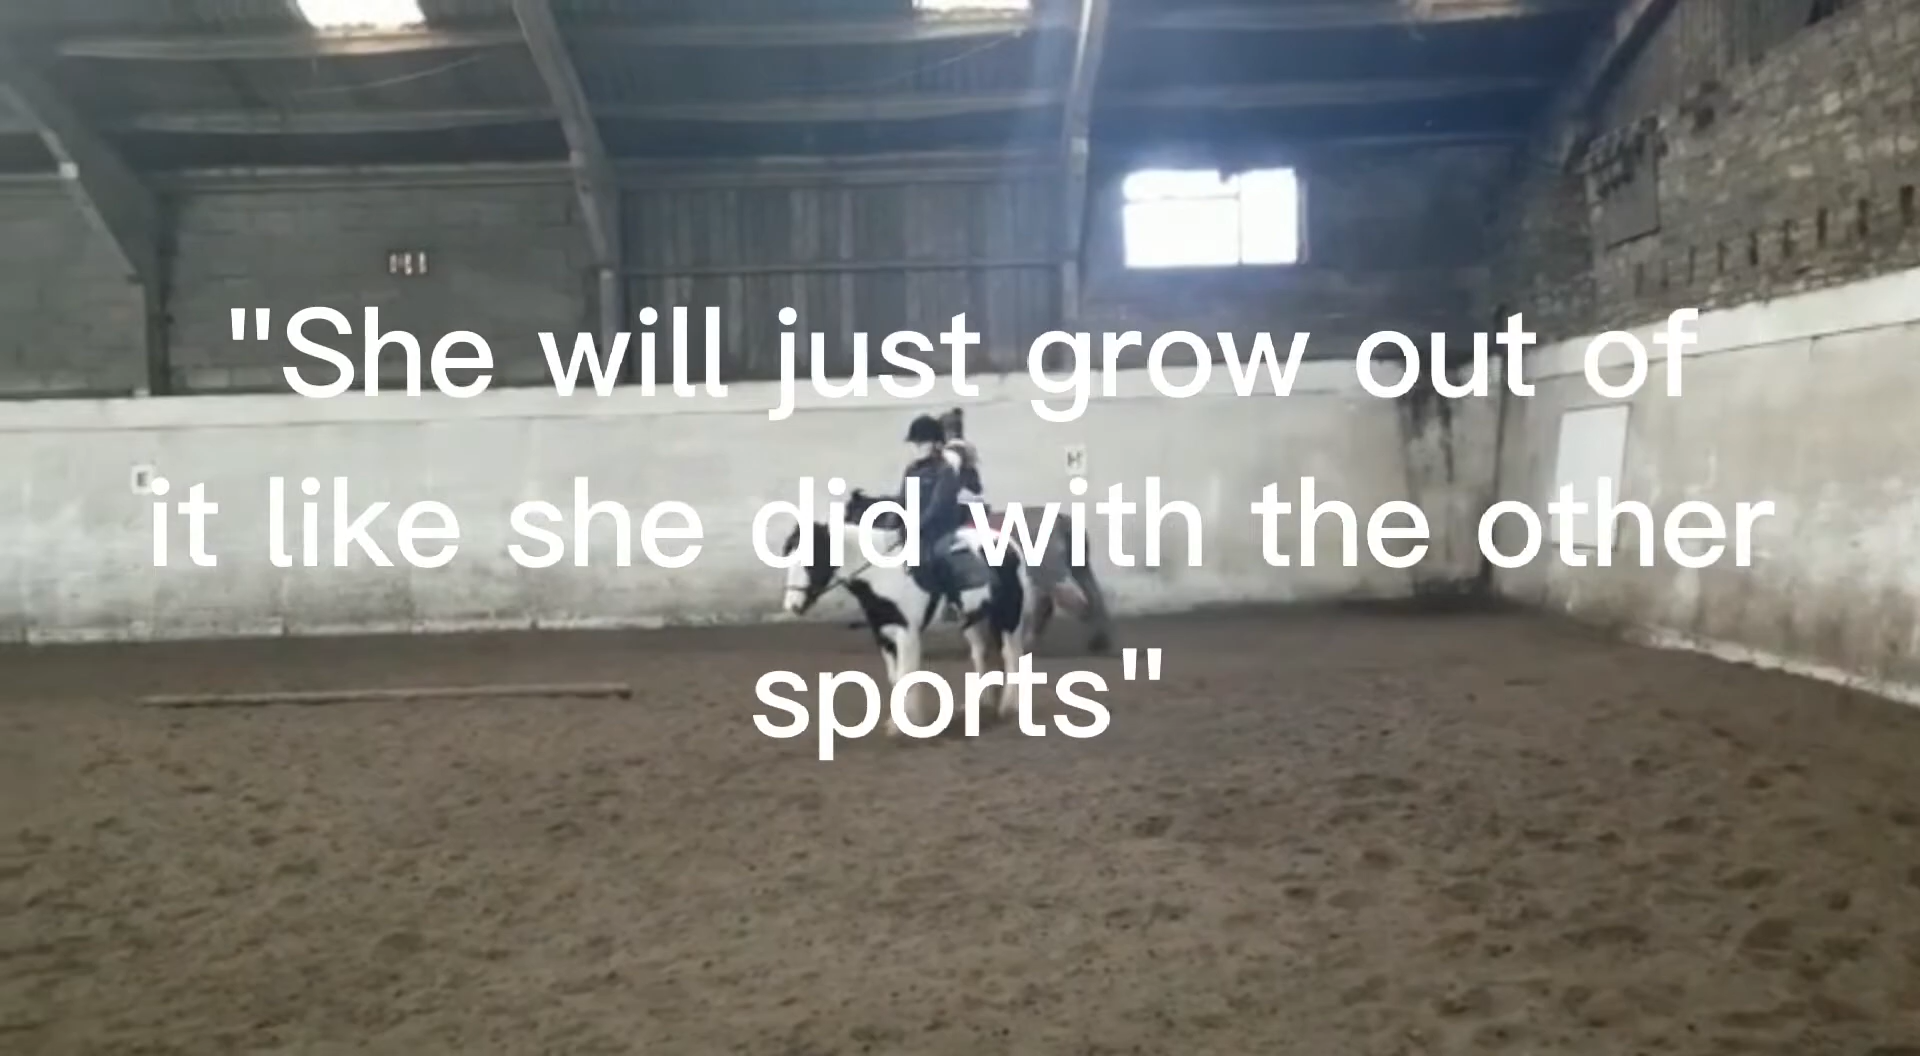 "She will just grow out of
it like she did with the other
sports"
E
H